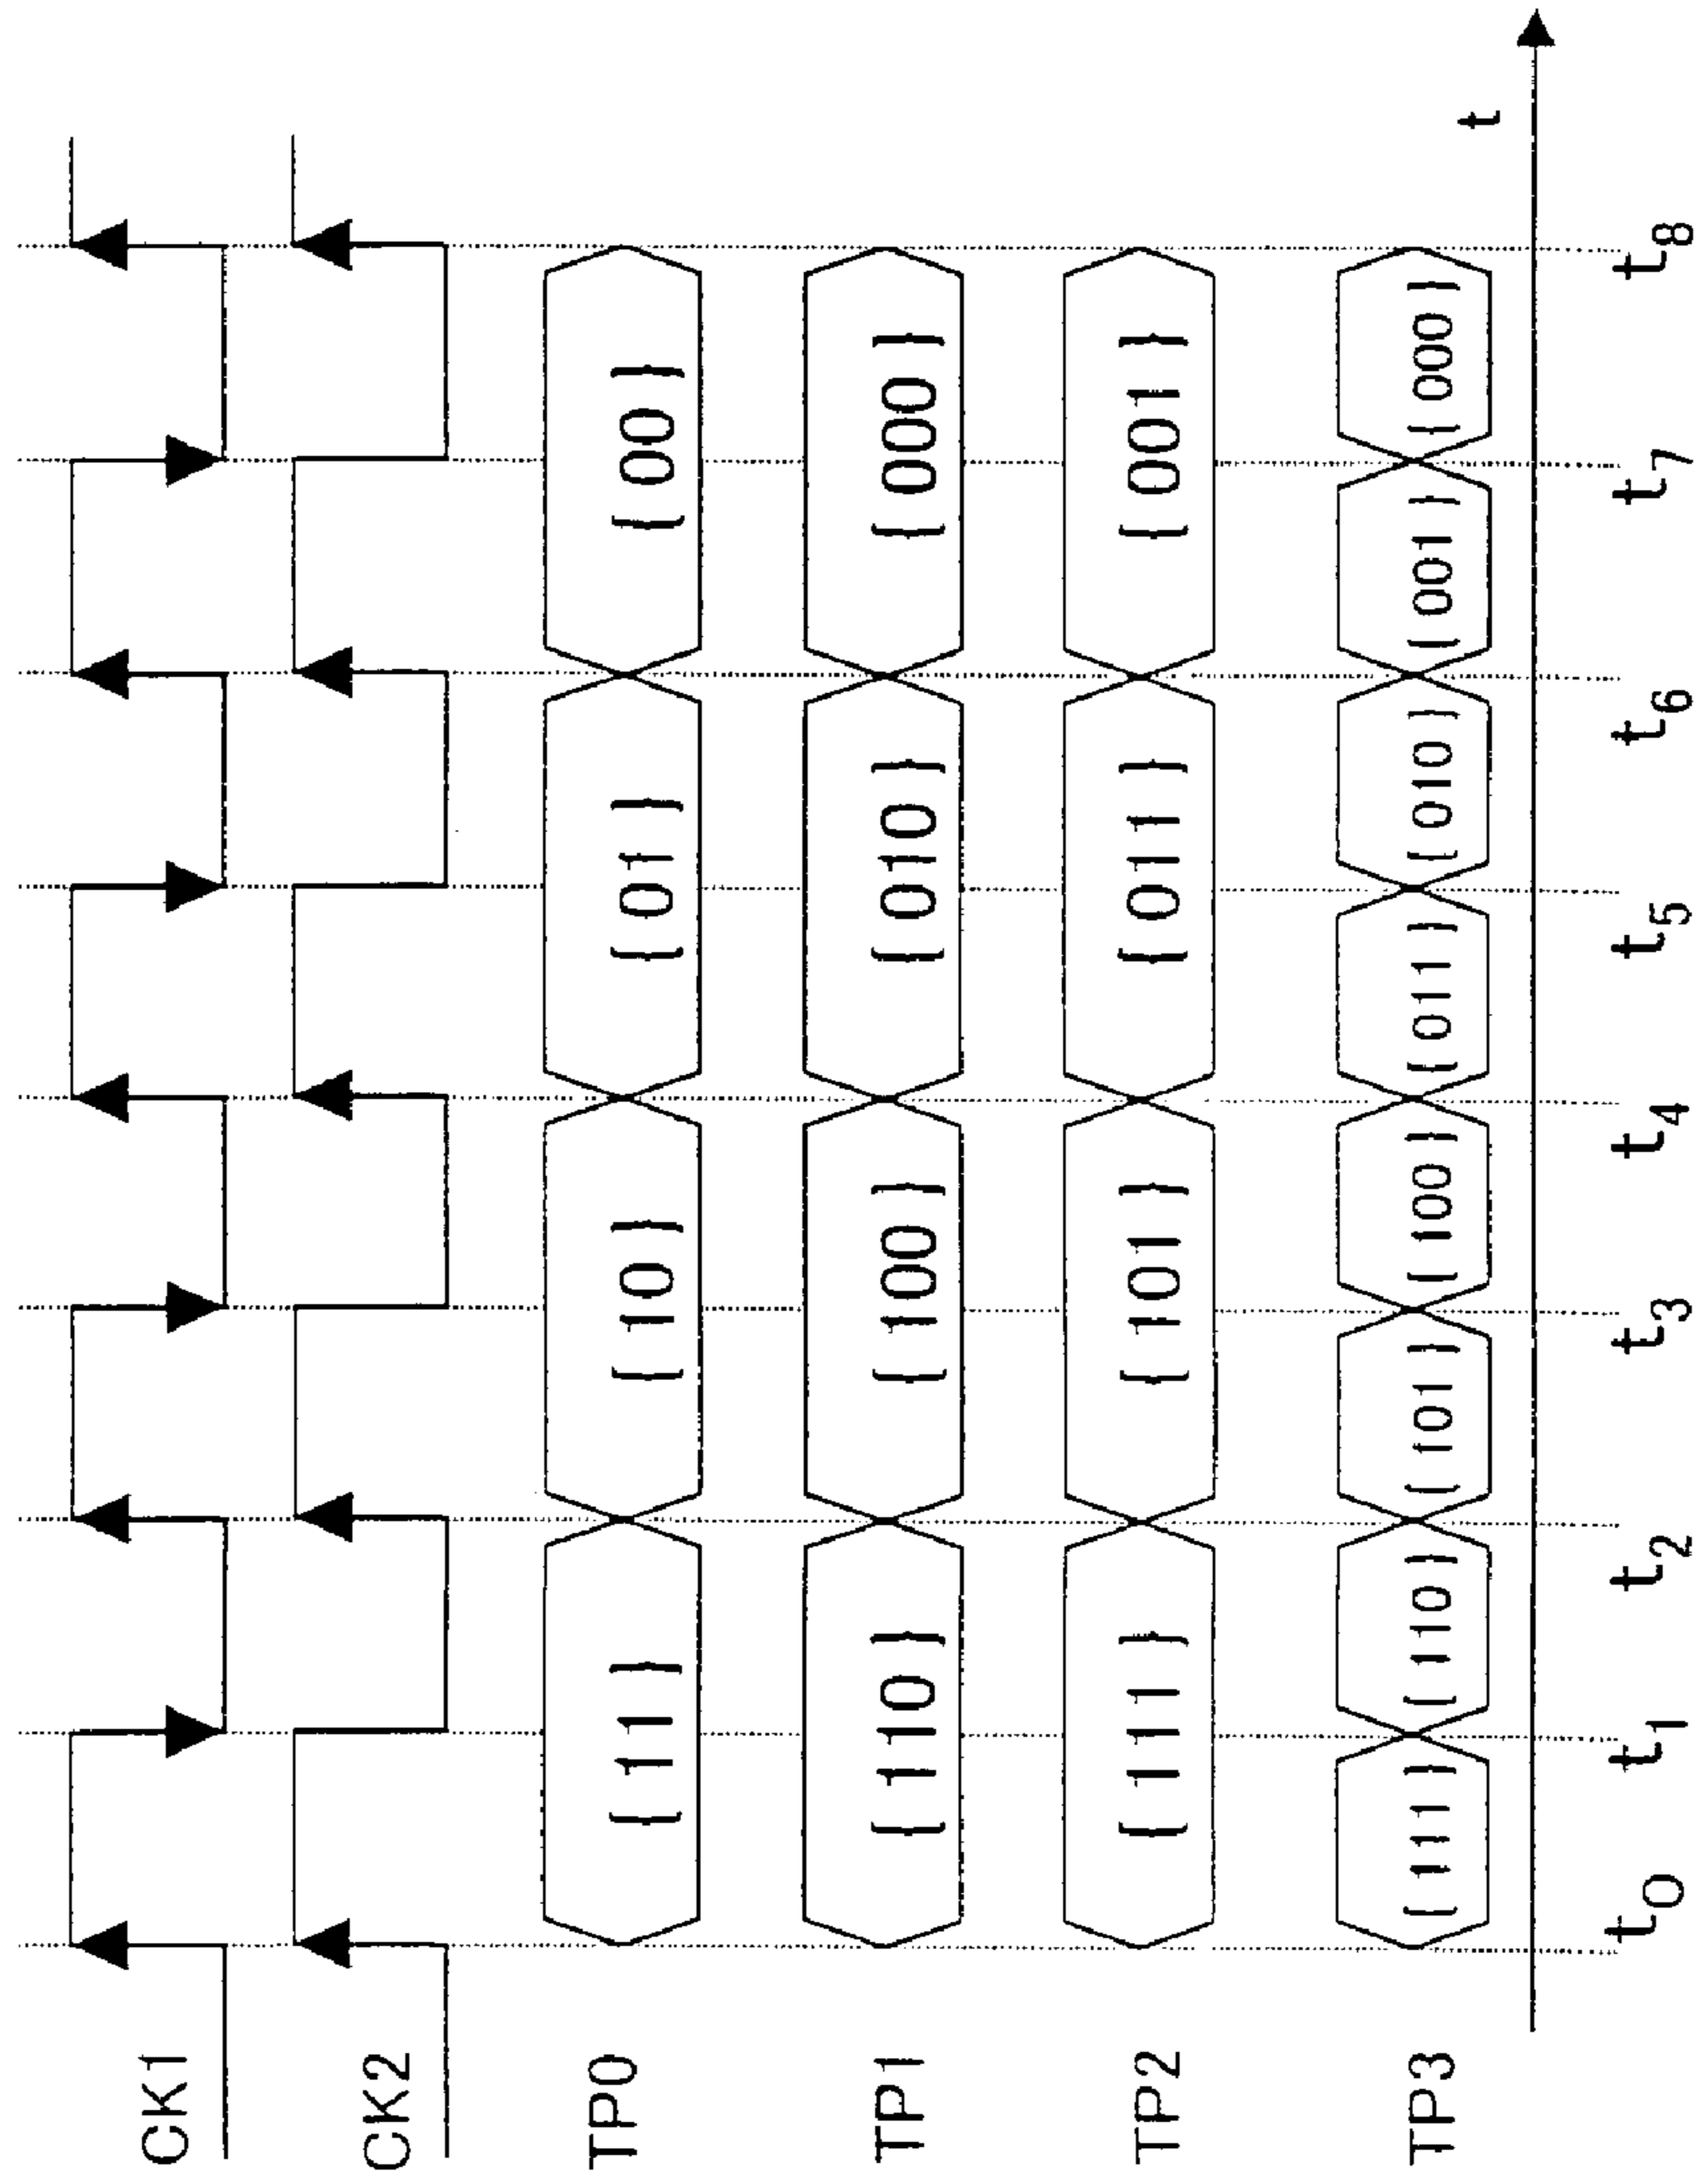 CK1
CK2
TP0 { 11 } { 10 } { 01 } { 00 }
TP1 { 110 } { 100 } { 010 } { 000 }
TP2 { 111 } { 101 } { 011 } { 001 }
TP3 { 111 } { 110 } { 101 } { 100 } { 011 } { 010 } { 001 } { 000 }
t
t0 t1 t2 t3 t4 t5 t6 t7 t8